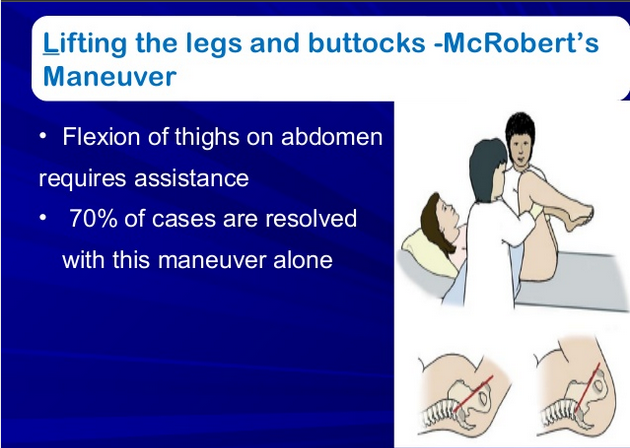 Lifting the legs and buttocks -McRobert’s
Maneuver
• Flexion of thighs on abdomen
requires assistance
• 70% of cases are resolved
with this maneuver alone